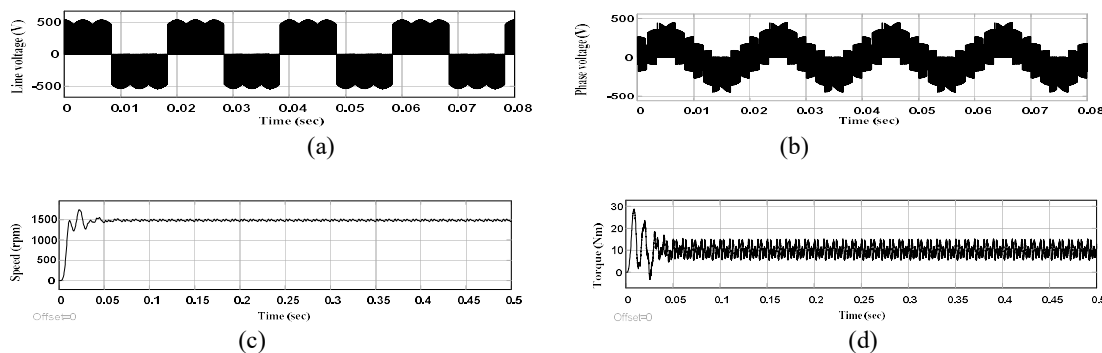 Line voltage (V)
500
0
-500
0 0.01 0.02 0.03 0.04 0.05 0.06 0.07 0.08
Time (sec)
(a)
Phase voltage (V)
500
0
-500
0 0.01 0.02 0.03 0.04 0.05 0.06 0.07 0.08
Time (sec)
(b)
Speed (rpm)
1500
1000
500
0
0 0.05 0.1 0.15 0.2 0.25 0.3 0.35 0.4 0.45 0.5
Offset=0
Time (sec)
(c)
Torque (Nm)
30
20
10
0
0 0.05 0.1 0.15 0.2 0.25 0.3 0.35 0.4 0.45 0.5
Offset=0
Time (sec)
(d)